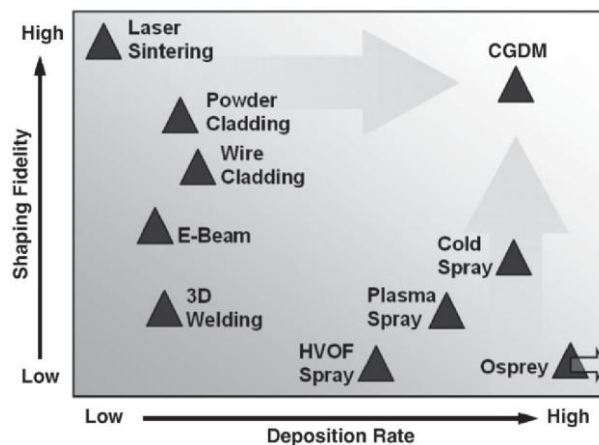 High
Shaping Fidelity
Low
Laser
Sintering
CGDM
Powder
Cladding
Wire
Cladding
E-Beam
Cold
Spray
3D
Welding
Plasma
Spray
HVOF
Spray
Osprey
Low
High
Deposition Rate